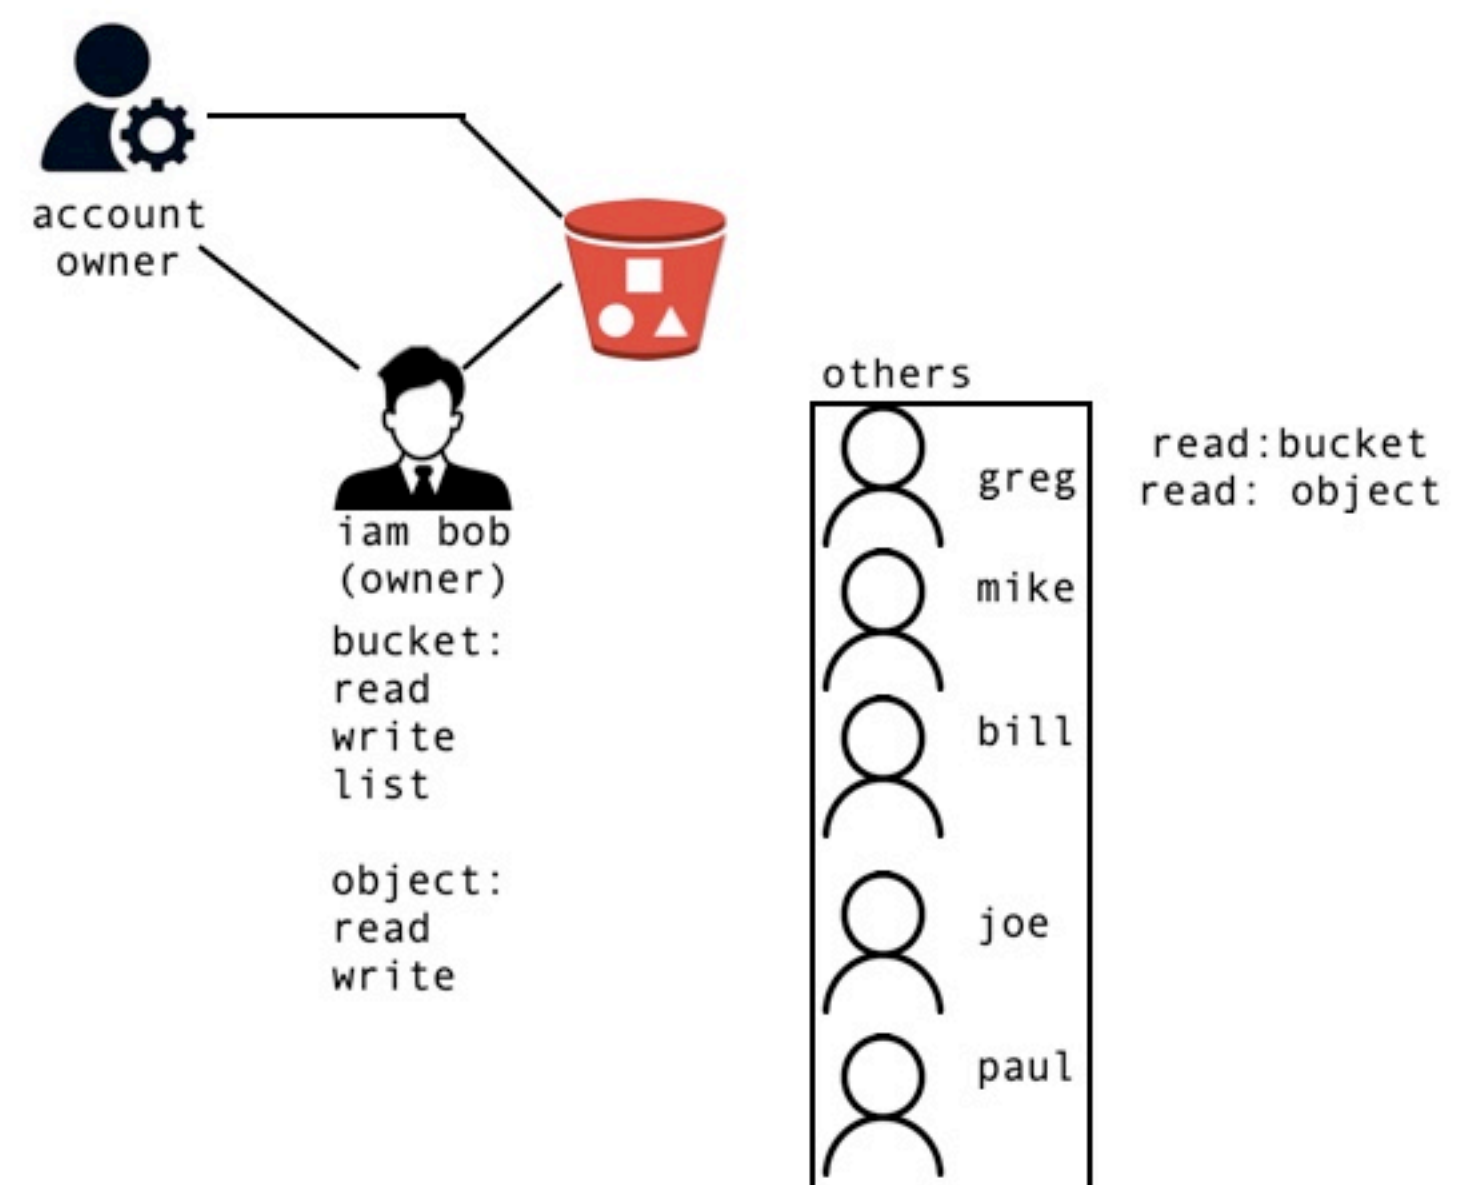 account
owner
iam bob
(owner)
bucket:
read
write
list
object:
read
write
others
greg
mike
bill
joe
paul
read:bucket
read: object